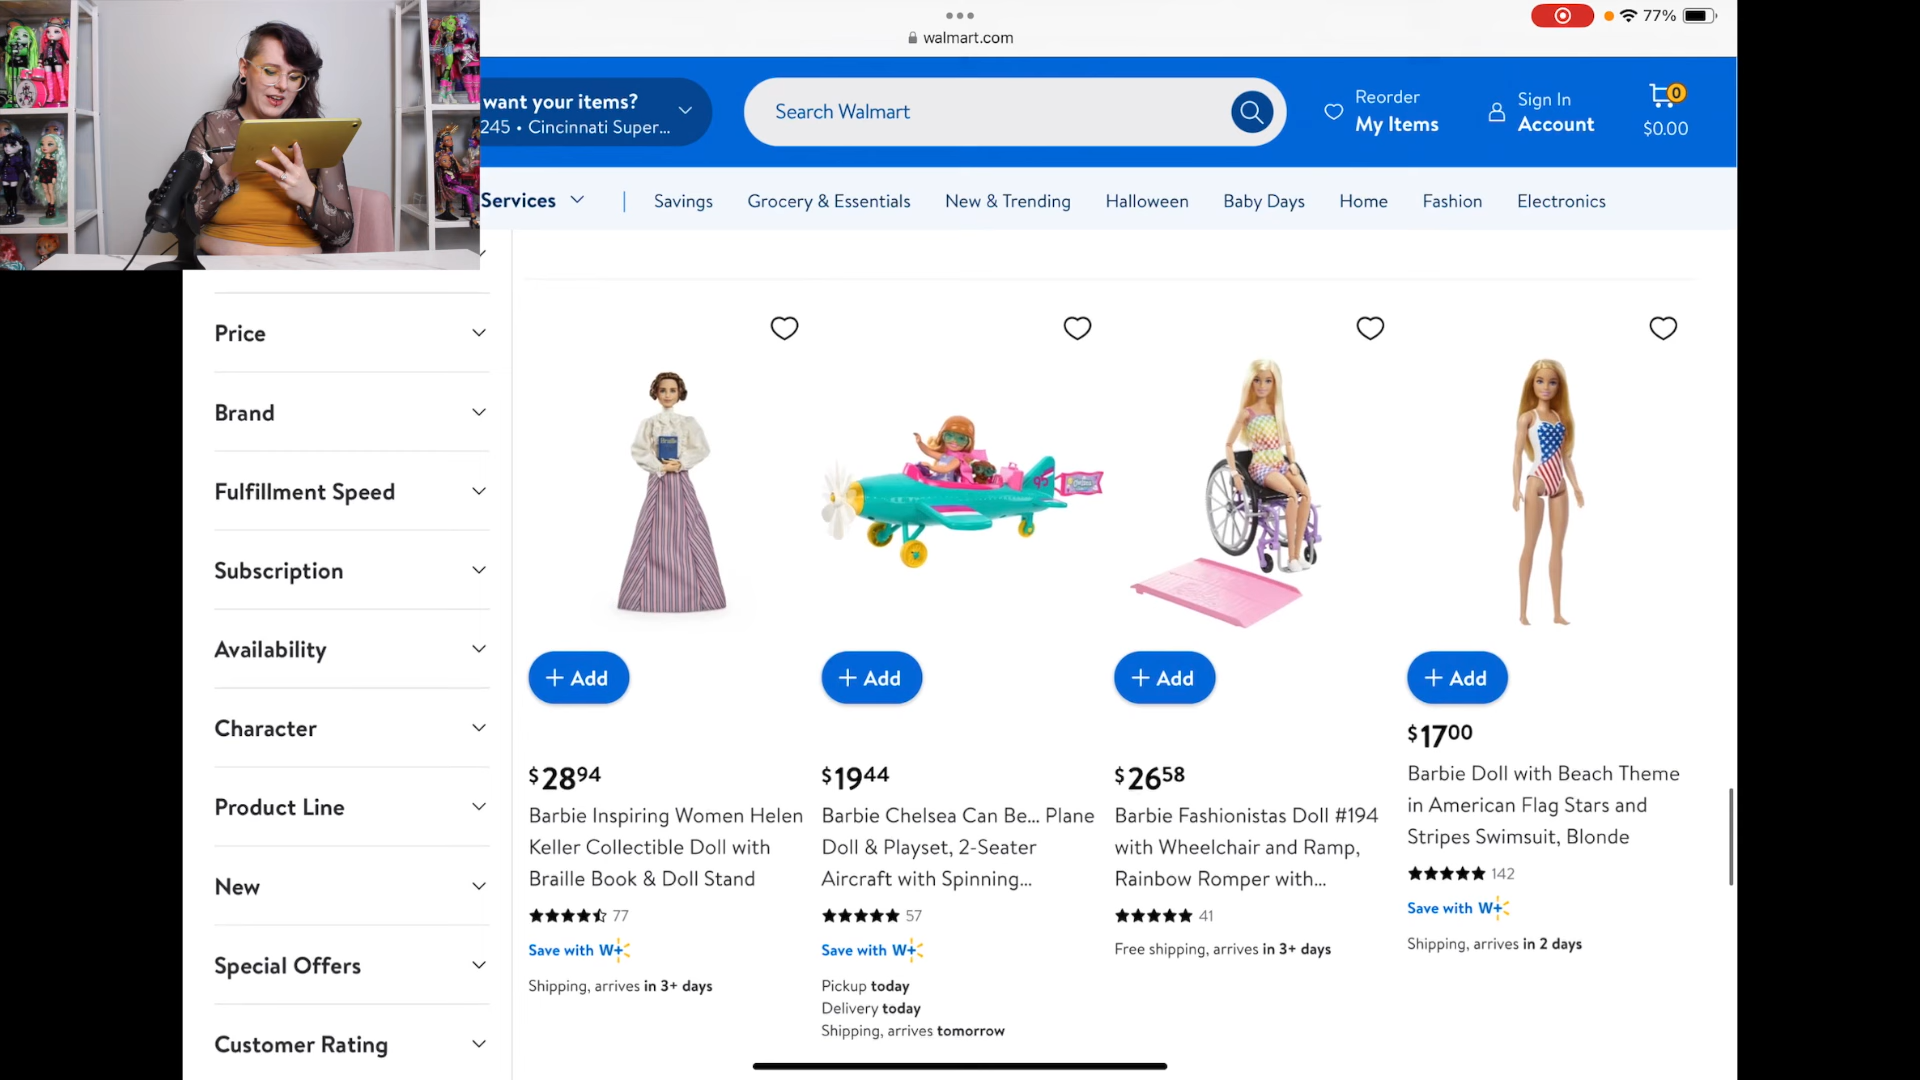 walmart.com
77%
want your items?
245 • Cincinnati Super...
Search Walmart
Reorder
My Items
Sign In
Account
0
$0.00
Services
Savings
Grocery & Essentials
New & Trending
Halloween
Baby Days
Home
Fashion
Electronics
Price
Brand
Fulfillment Speed
Subscription
Availability
Character
Product Line
New
Special Offers
Customer Rating
+ Add
$28 94
Barbie Inspiring Women Helen
Keller Collectible Doll with
Braille Book & Doll Stand
77
Save with W+
Shipping, arrives in 3+ days
+ Add
$19 44
Barbie Chelsea Can Be... Plane
Doll & Playset, 2-Seater
Aircraft with Spinning...
57
Save with W+
Pickup today
Delivery today
Shipping, arrives tomorrow
+ Add
$26 58
Barbie Fashionistas Doll #194
with Wheelchair and Ramp,
Rainbow Romper with...
41
Free shipping, arrives in 3+ days
+ Add
$17 00
Barbie Doll with Beach Theme
in American Flag Stars and
Stripes Swimsuit, Blonde
142
Save with W+
Shipping, arrives in 2 days